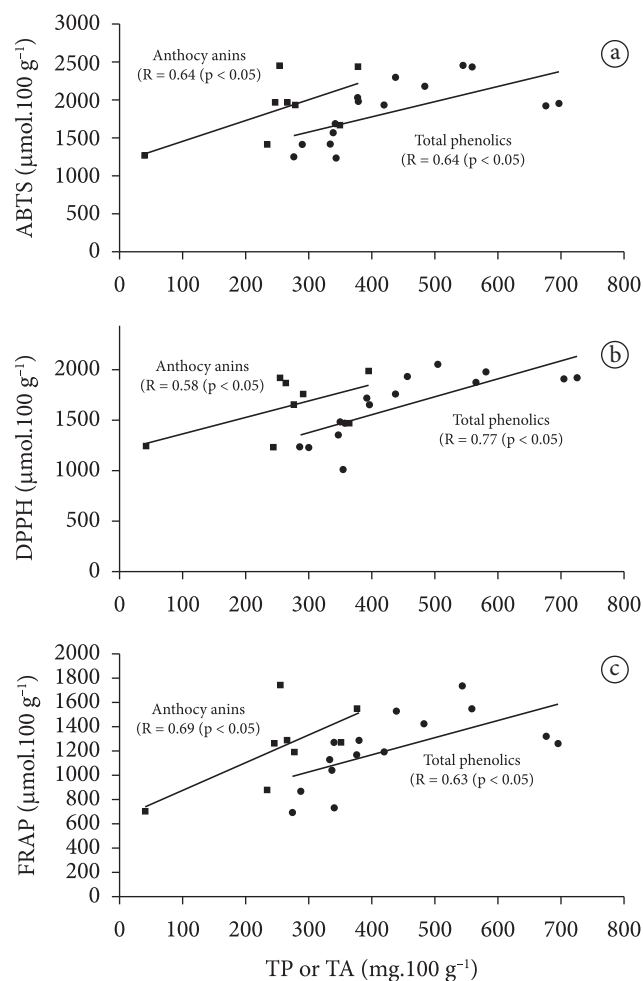 3000
2500
2000
1500
1000
500
0
ABTS (μmol.100 g⁻¹)
a
Anthocy anins
(R = 0.64 (p < 0.05)
Total phenolics
(R = 0.64 (p < 0.05)
0 100 200 300 400 500 600 700 800
2000
1500
1000
500
0
DPPH (μmol.100 g⁻¹)
b
Anthocy anins
(R = 0.58 (p < 0.05)
Total phenolics
(R = 0.77 (p < 0.05)
0 100 200 300 400 500 600 700 800
2000
1800
1600
1400
1200
1000
800
600
400
200
0
FRAP (μmol.100 g⁻¹)
c
Anthocy anins
(R = 0.69 (p < 0.05)
Total phenolics
(R = 0.63 (p < 0.05)
0 100 200 300 400 500 600 700 800
TP or TA (mg.100 g⁻¹)